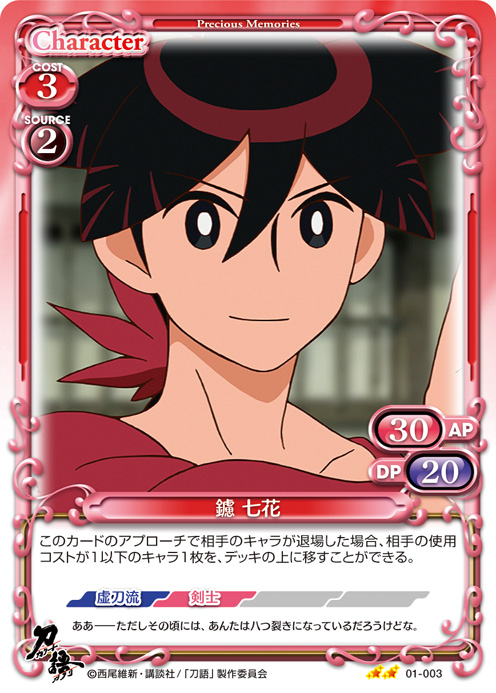 Precious Memories
Character
COST
3
SOURCE
2
30 AP
DP 20
鑢 七花
このカードのアプローチで相手のキャラが退場した場合、相手の使用
コストが1以下のキャラ1枚を、デッキの上に移すことができる。
虚刀流 剣士
ああ──ただしその頃には、あんたは八つ裂きになっているだろうけどな。
刀語
カタナガタリ
©西尾維新・講談社/「刀語」製作委員会
01-003